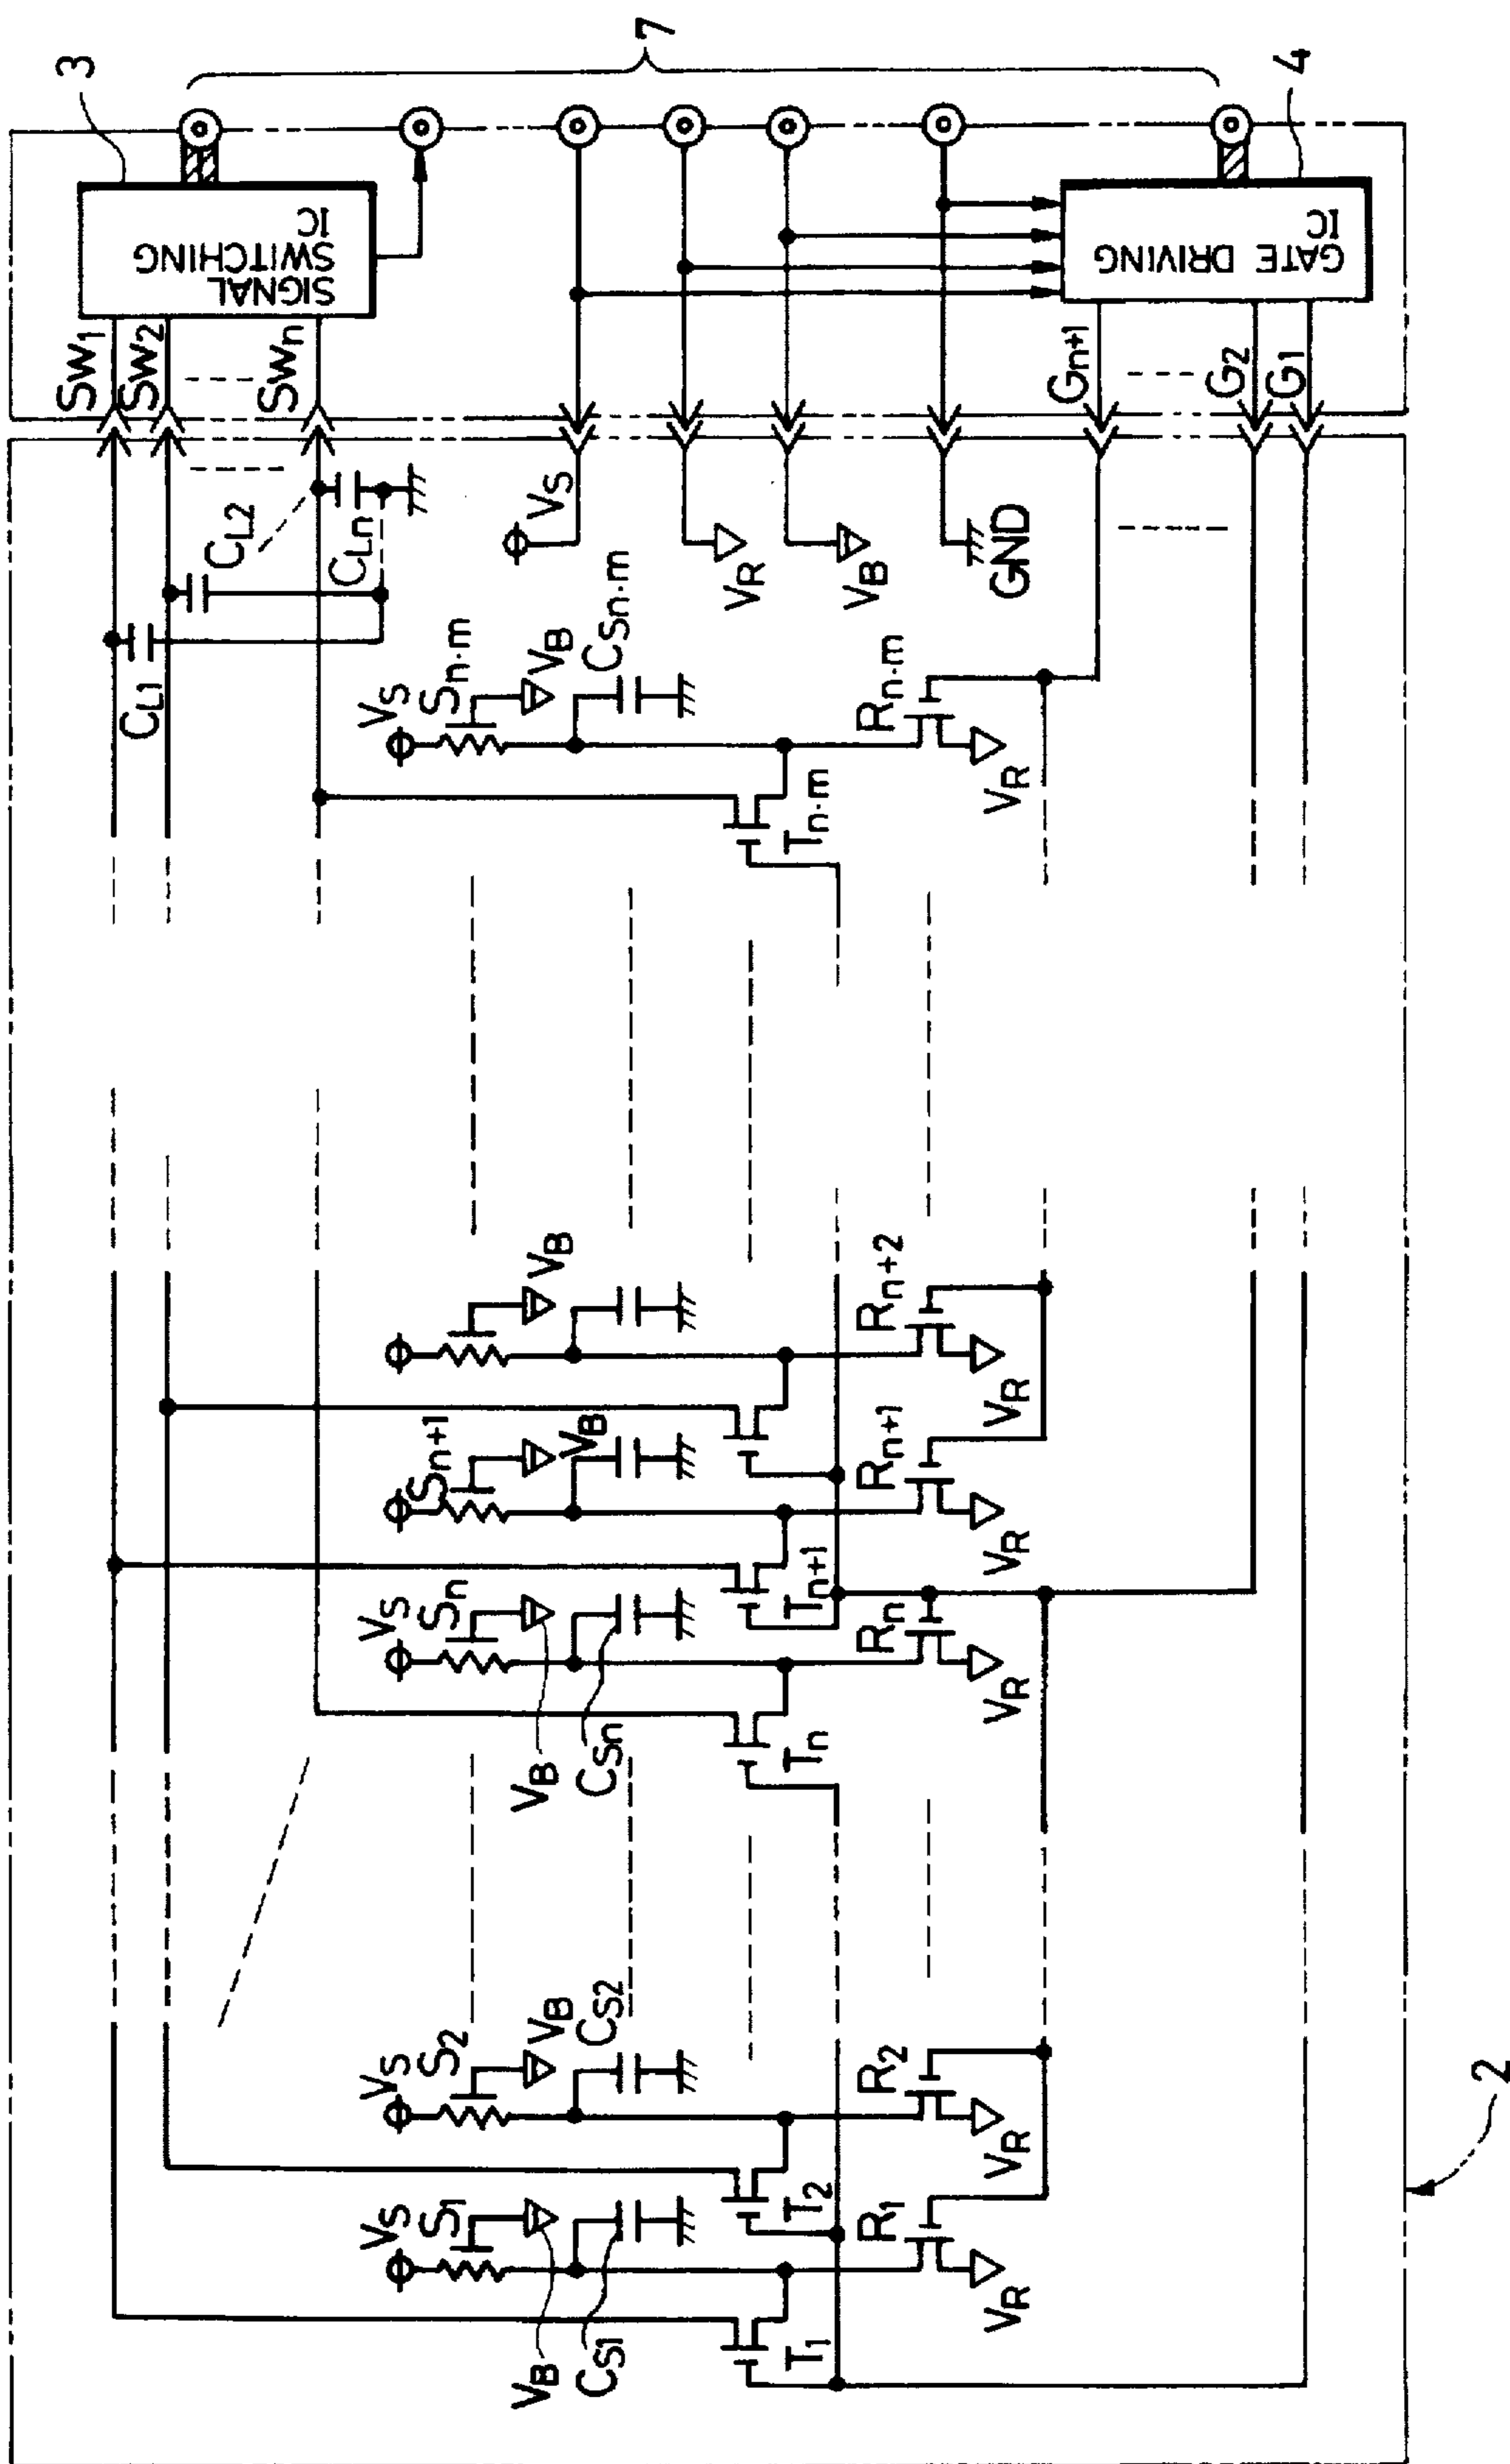 3
7
4
SIGNAL
SWITCHING
IC
GATE DRIVING
IC
SW1
SW2
SWn
Gn+1
G2
G1
CL1
CL2
CLn
VS
VR
VB
GND
VS
Sn·m
VB
CSn·m
Tn·m
Rn·m
VR
VB
Rn+2
VR
Sn+1
VB
Tn+1
Rn+1
VR
VS
Sn
VB
CSn
Tn
Rn
VR
VS
S2
VB
CS2
T2
R2
VR
VS
S1
VB
CS1
T1
R1
VR
2